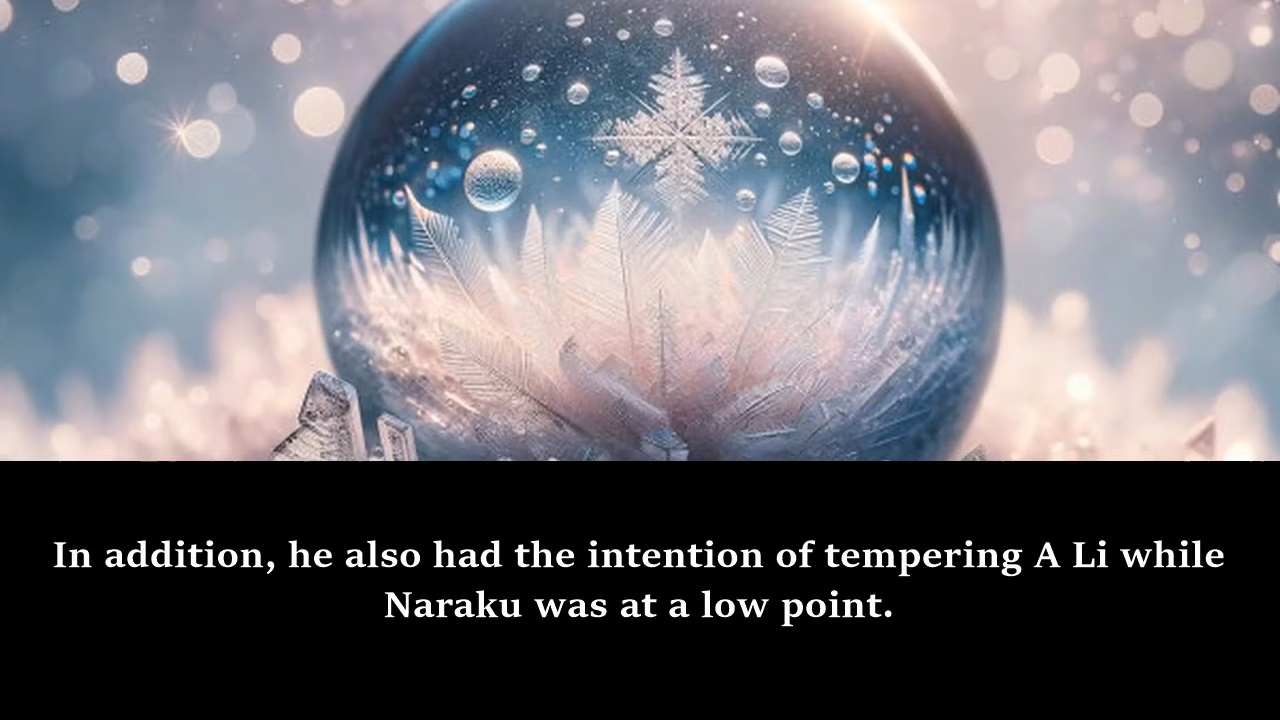 In addition, he also had the intention of tempering A Li while
Naraku was at a low point.